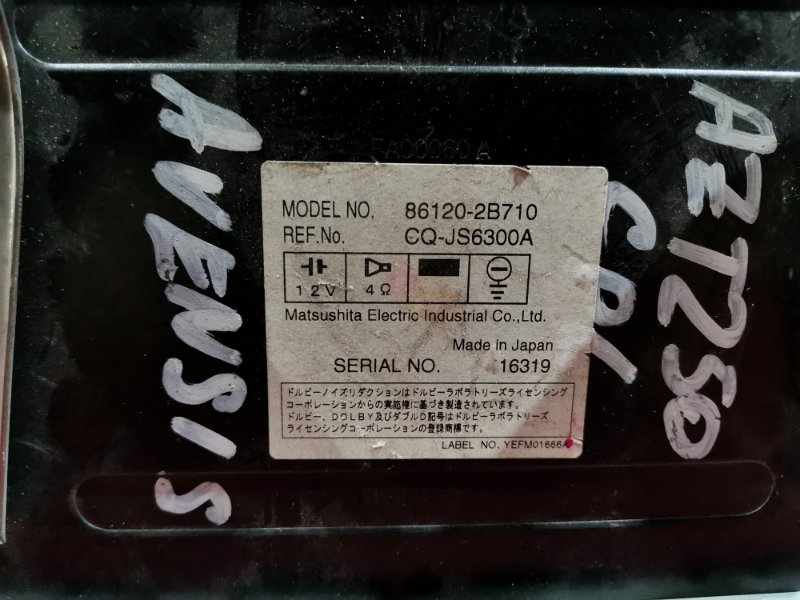 AVENSIS
AZT250
61
FA00060A
MODEL NO. 86120-2B710
REF.No. CQ-JS6300A
12V 4Ω
Matsushita Electric Industrial Co.,Ltd.
Made in Japan
SERIAL NO. 16319
ドルビーノイズリダクションはドルビーラボラトリーズライセンシング
コーポレーションからの実施権に基づき製造されています。
ドルビー、DOLBY及びダブルD記号はドルビーラボラトリーズ
ライセンシングコーポレーションの登録商標です。
LABEL NO. YEFM01666A